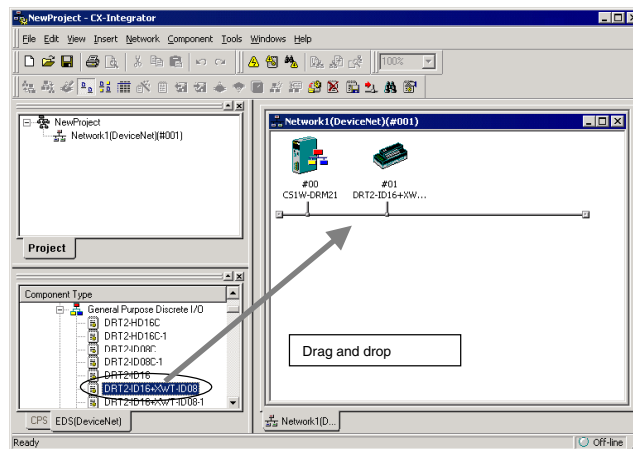 NewProject - CX-Integrator
File Edit View Insert Network Component Tools Windows Help
100%
NewProject
Network1(DeviceNet)(#001)
Project
Component Type
General Purpose Discrete I/O
DRT2-HD16C
DRT2-HD16C-1
DRT2-ID08C
DRT2-ID08C-1
DRT2-ID16
DRT2-ID16+XWT-ID08
DRT2-ID16+XWT-ID08-1
CPS EDS(DeviceNet)
Network1(DeviceNet)(#001)
#00 #01
CS1W-DRM21 DRT2-ID16+XW...
Drag and drop
Network1(D...
Ready Off-line